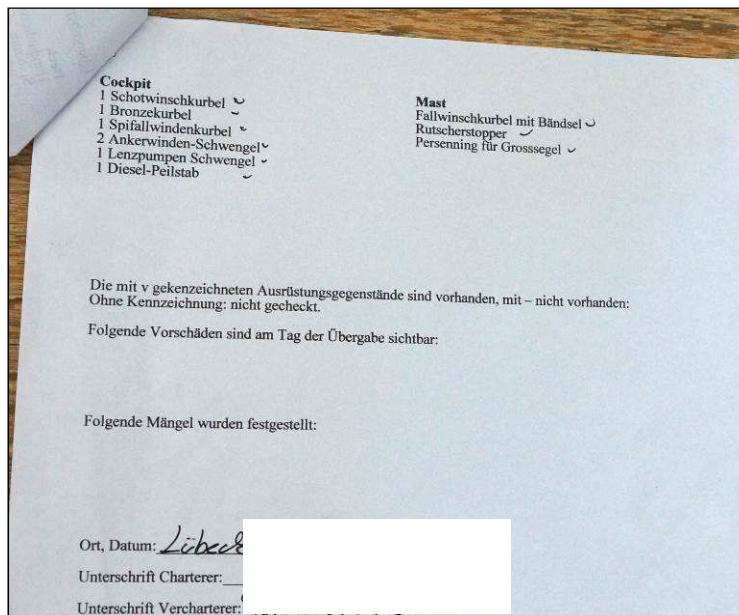 Cockpit
1 Schotwinschkurbel ✓
1 Bronzekurbel ✓
1 Spifallwindenkurbel ✓
2 Ankerwinden-Schwengel ✓
1 Lenzpumpen Schwengel ✓
1 Diesel-Peilstab ✓
Mast
Fallwinschkurbel mit Bändsel ✓
Rutscherstopper ✓
Persenning für Grosssegel ✓
Die mit v gekenzeichneten Ausrüstungsgegenstände sind vorhanden, mit – nicht vorhanden:
Ohne Kennzeichnung: nicht gecheckt.
Folgende Vorschäden sind am Tag der Übergabe sichtbar:
Folgende Mängel wurden festgestellt:
Ort, Datum: Lübeck
Unterschrift Charterer:
Unterschrift Vercharterer: